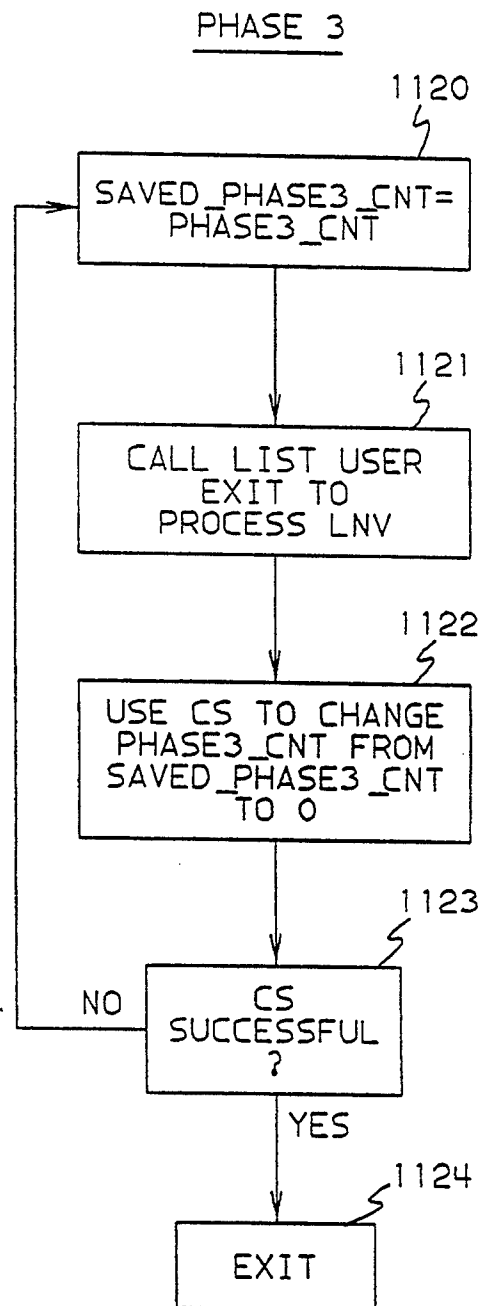 PHASE 3
1120
SAVED_PHASE3_CNT=
PHASE3_CNT
1121
CALL LIST USER
EXIT TO
PROCESS LNV
1122
USE CS TO CHANGE
PHASE3_CNT FROM
SAVED_PHASE3_CNT
TO 0
1123
CS
SUCCESSFUL
?
NO
YES
1124
EXIT